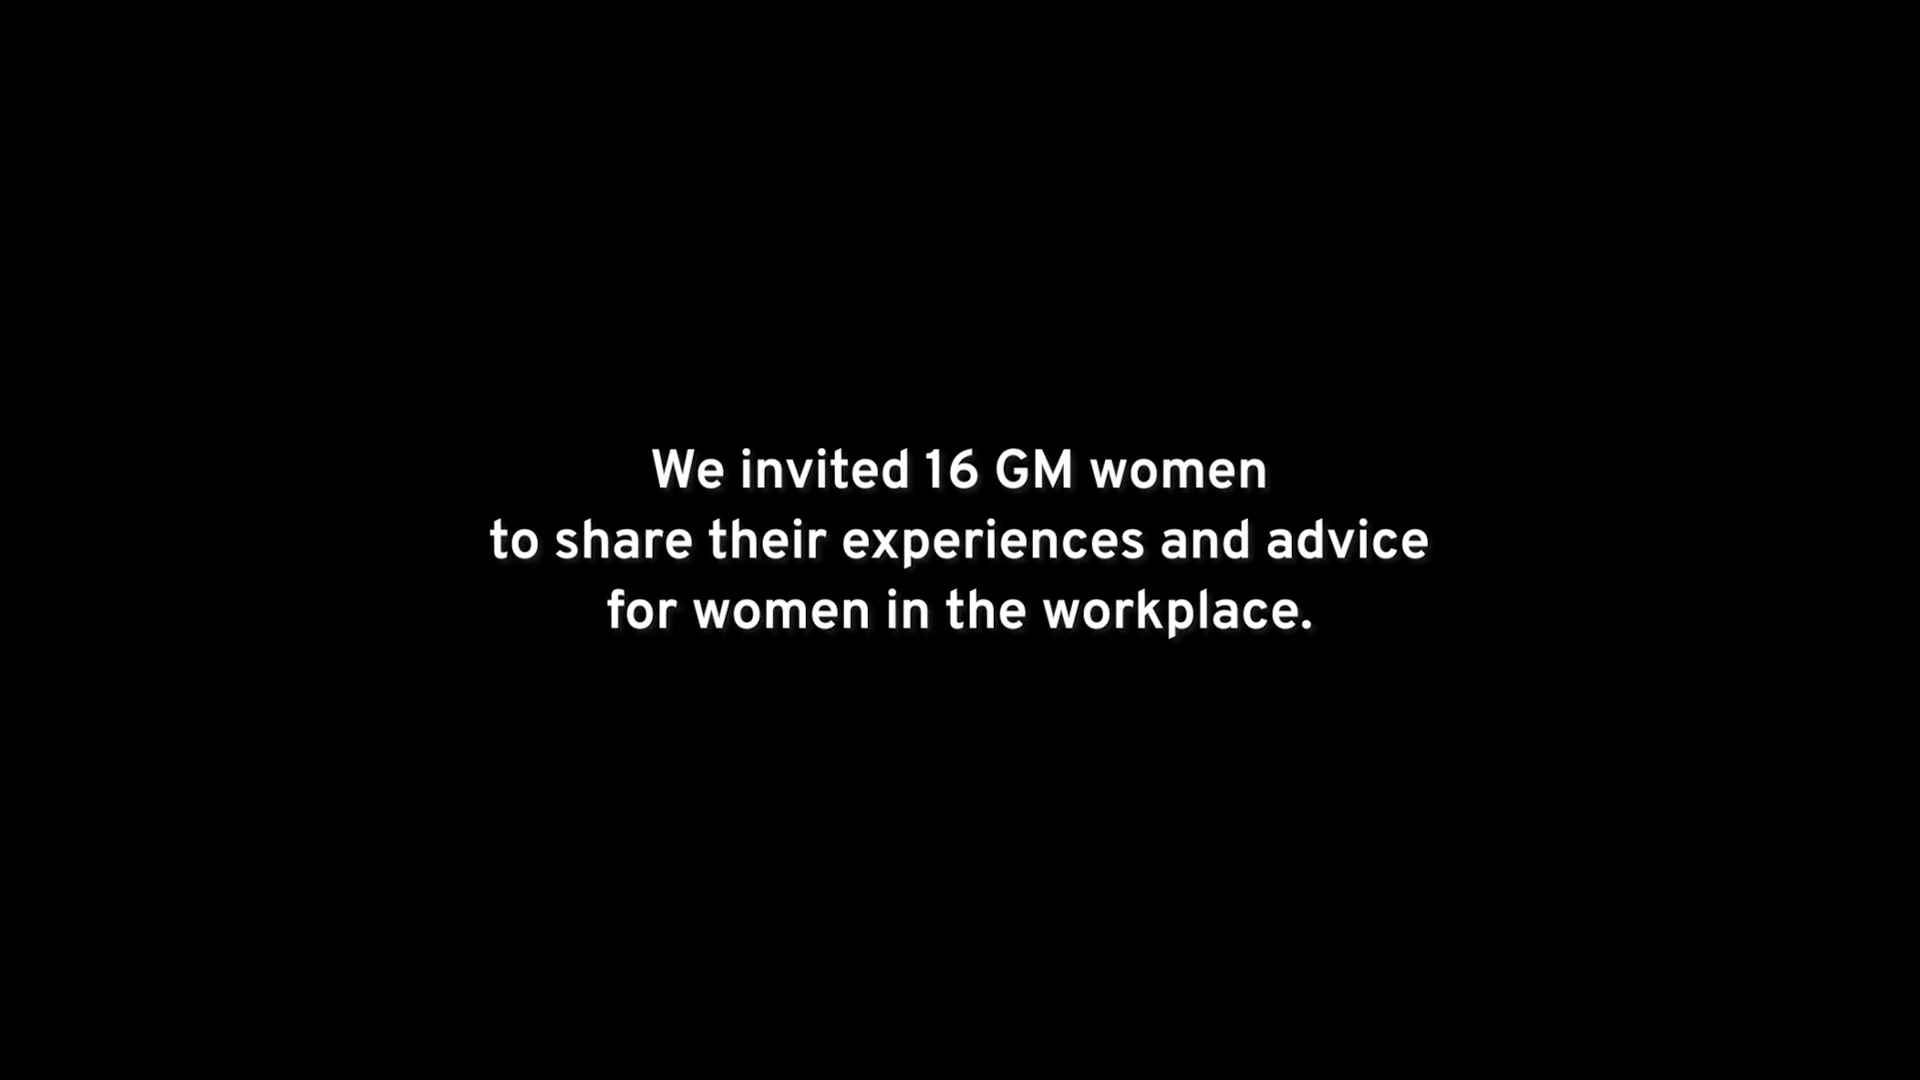 We invited 16 GM women
to share their experiences and advice
for women in the workplace.